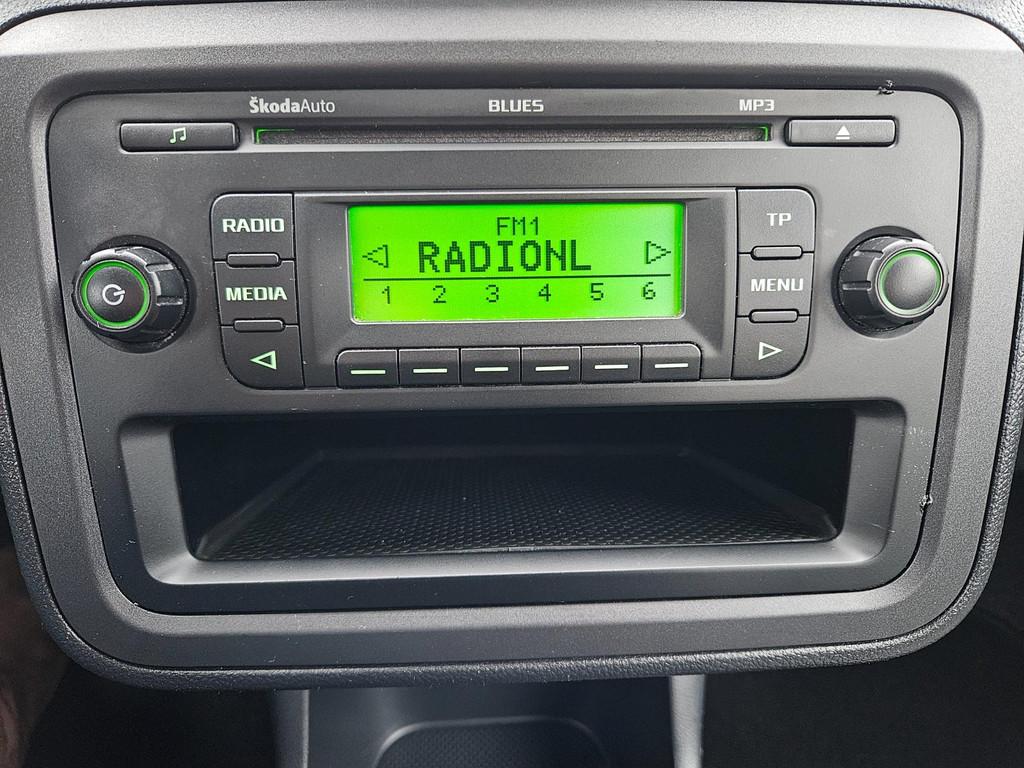 ŠkodaAuto BLUES MP3
RADIO
MEDIA
FM1
RADIONL
1 2 3 4 5 6
TP
MENU